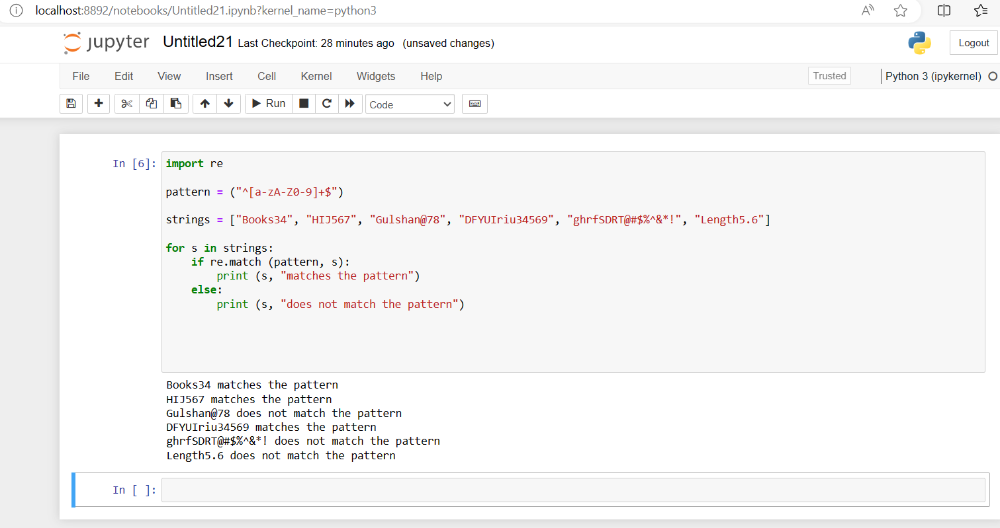 localhost:8892/notebooks/Untitled21.ipynb?kernel_name=python3
jupyter Untitled21 Last Checkpoint: 28 minutes ago (unsaved changes) Logout
File Edit View Insert Cell Kernel Widgets Help Trusted Python 3 (ipykernel)
Run Code
In [6]: import re
pattern = ("^[a-zA-Z0-9]+$")
strings = ["Books34", "HIJ567", "Gulshan@78", "DFYUIriu34569", "ghrfSDRT@#$%^&*!", "Length5.6"]
for s in strings:
    if re.match (pattern, s):
        print (s, "matches the pattern")
    else:
        print (s, "does not match the pattern")
Books34 matches the pattern
HIJ567 matches the pattern
Gulshan@78 does not match the pattern
DFYUIriu34569 matches the pattern
ghrfSDRT@#$%^&*! does not match the pattern
Length5.6 does not match the pattern
In [ ]: